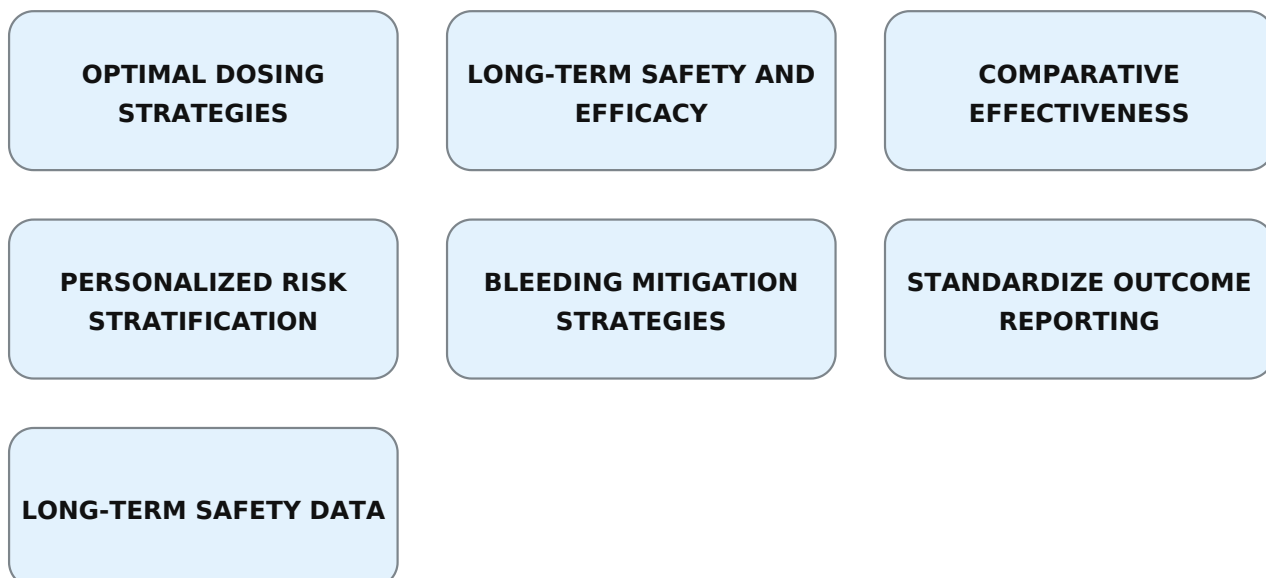 OPTIMAL DOSING
STRATEGIES
LONG-TERM SAFETY AND
EFFICACY
COMPARATIVE
EFFECTIVENESS
PERSONALIZED RISK
STRATIFICATION
BLEEDING MITIGATION
STRATEGIES
STANDARDIZE OUTCOME
REPORTING
LONG-TERM SAFETY DATA